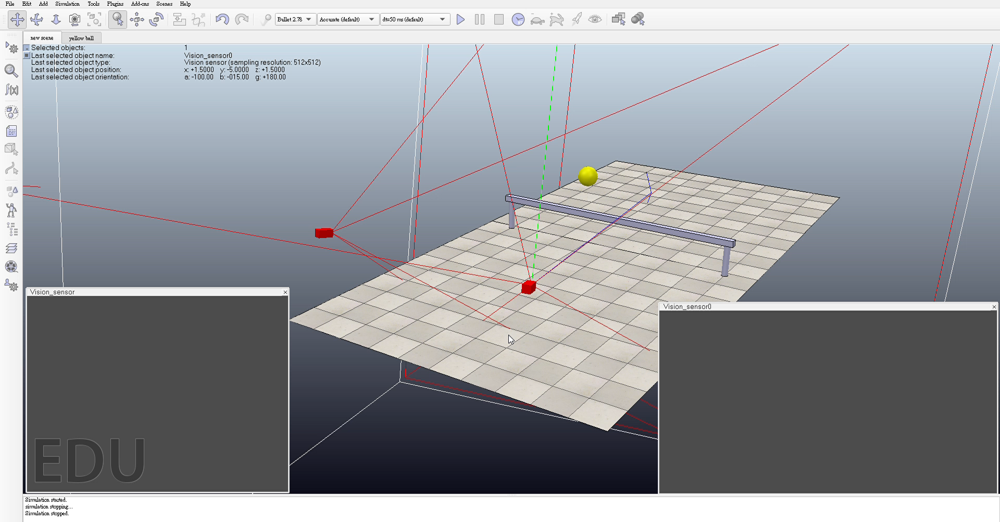 File Edit Add Simulation Tools Plugins Add-ons Scenes Help
Bullet 2.78 Accurate (default) dt=50 ms (default)
new scene yellow ball
Selected objects: 1
Last selected object name: Vision_sensor0
Last selected object type: Vision sensor (sampling resolution: 512x512)
Last selected object position: x: +1.5000 y: -5.0000 z: +1.5000
Last selected object orientation: a: -100.00 b: -015.00 g: +180.00
f(x)
Vision_sensor
Vision_sensor0
EDU
Simulation started.
simulation stopping...
Simulation stopped.